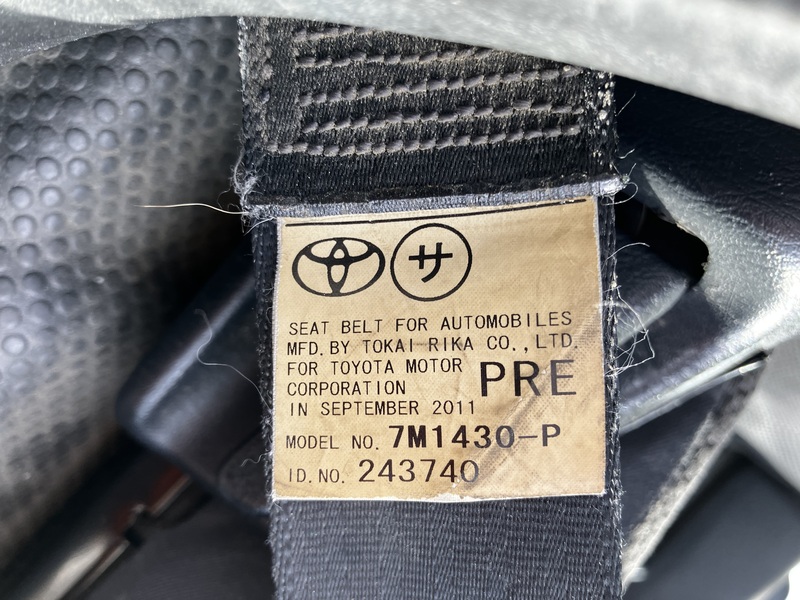 サ
SEAT BELT FOR AUTOMOBILES
MFD. BY TOKAI RIKA CO., LTD.
FOR TOYOTA MOTOR
CORPORATION
PRE
IN SEPTEMBER 2011
MODEL NO. 7M1430-P
ID. NO. 243740